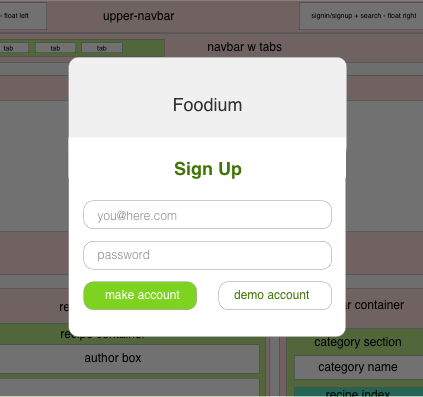 - float left
upper-navbar
signin/signup + search - float right
tab
tab
tab
navbar w tabs
Foodium
Sign Up
you@here.com
password
make account
demo account
container
recipe container
author box
category section
category name
recipe index